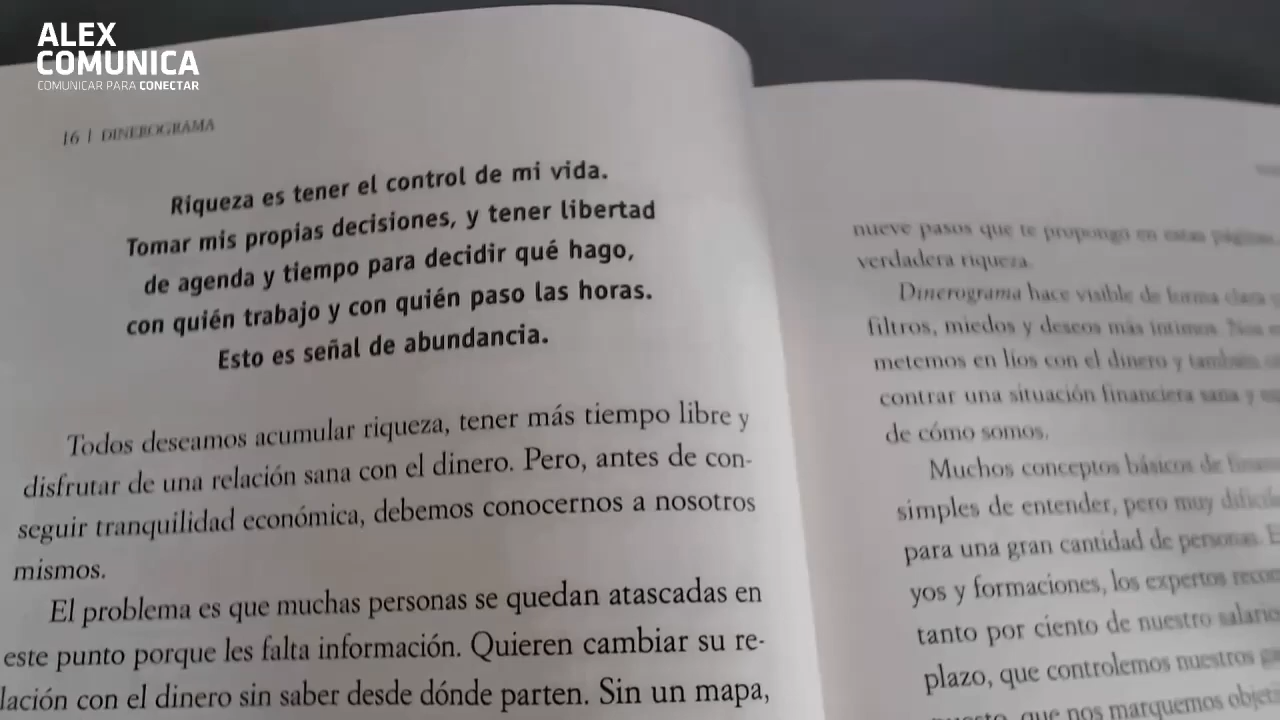 ALEX
COMUNICA
COMUNICAR PARA CONECTAR
16 | DINEROGRAMA
Riqueza es tener el control de mi vida.
Tomar mis propias decisiones, y tener libertad
de agenda y tiempo para decidir qué hago,
con quién trabajo y con quién paso las horas.
Esto es señal de abundancia.
Todos deseamos acumular riqueza, tener más tiempo libre y
disfrutar de una relación sana con el dinero. Pero, antes de con-
seguir tranquilidad económica, debemos conocernos a nosotros
mismos.
El problema es que muchas personas se quedan atascadas en
este punto porque les falta información. Quieren cambiar su re-
lación con el dinero sin saber desde dónde parten. Sin un mapa,
nueve pasos que te propongo en estas páginas
verdadera riqueza.
Dinerograma hace visible de forma clara
filtros, miedos y deseos más íntimos. Nos
metemos en líos con el dinero y también
contrar una situación financiera sana y
de cómo somos.
Muchos conceptos básicos de
simples de entender, pero muy
para una gran cantidad de personas.
yos y formaciones, los expertos
tanto por ciento de nuestro salario
plazo, que controlemos nuestros
que nos marquemos